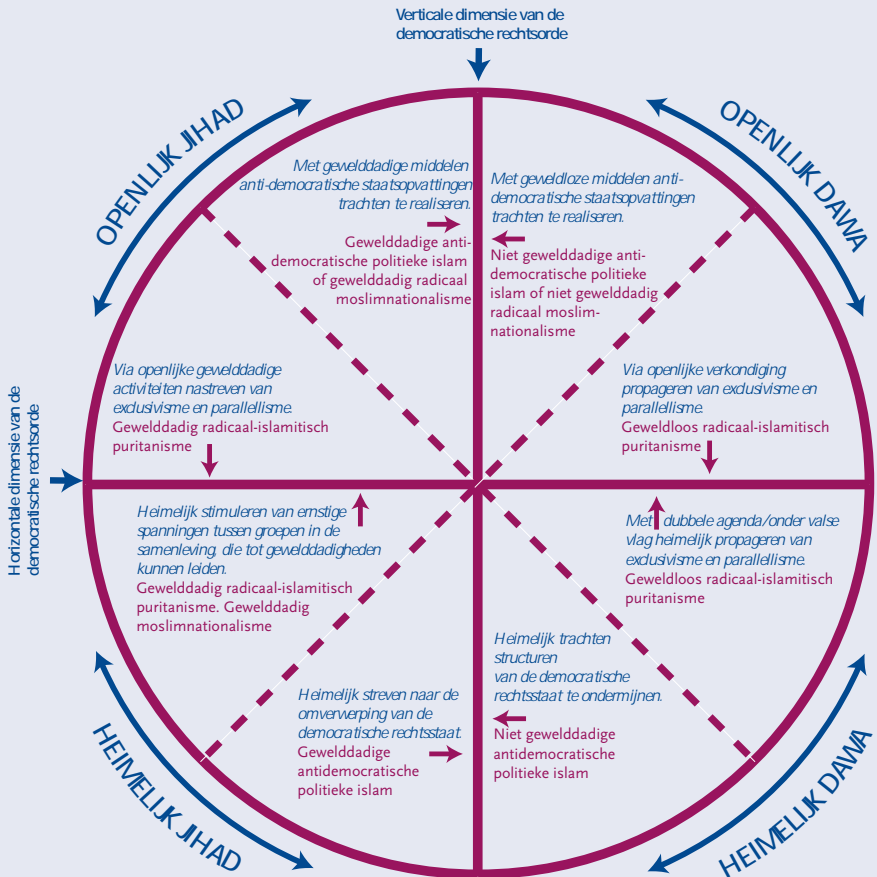 Verticale dimensie van de
democratische rechtsorde
OPENLIJK JIHAD
OPENLIJK DAWA
Met gewelddadige middelen
anti-democratische staatsopvattingen
trachten te realiseren.
Gewelddadige anti-
democratische politieke islam
of gewelddadig radicaal
moslimnationalisme
Met geweldloze middelen anti-
democratische staatsopvattingen
trachten te realiseren.
Niet gewelddadige anti-
democratische politieke
islam of niet gewelddadig
radicaal moslim-
nationalisme
Via openlijke gewelddadige
activiteiten nastreven van
exclusivisme en parallellisme.
Gewelddadig radicaal-islamitisch
puritanisme
Via openlijke verkondiging
propageren van exclusivisme en
parallellisme.
Geweldloos radicaal-islamitisch
puritanisme
Horizontale dimensie van de
democratische rechtsorde
Heimelijk stimuleren van ernstige
spanningen tussen groepen in de
samenleving, die tot gewelddadigheden
kunnen leiden.
Gewelddadig radicaal-islamitisch
puritanisme. Gewelddadig
moslimnationalisme
Met dubbele agenda/onder valse
vlag heimelijk propageren van
exclusivisme en parallellisme.
Geweldloos radicaal-islamitisch
puritanisme
Heimelijk streven naar de
omverwerping van de
democratische rechtsstaat.
Gewelddadige
antidemocratische
politieke islam
Heimelijk trachten
structuren
van de democratische
rechtsstaat te ondermijnen.
Niet gewelddadige
antidemocratische
politieke islam
HEIMELIJK JIHAD
HEIMELIJK DAWA